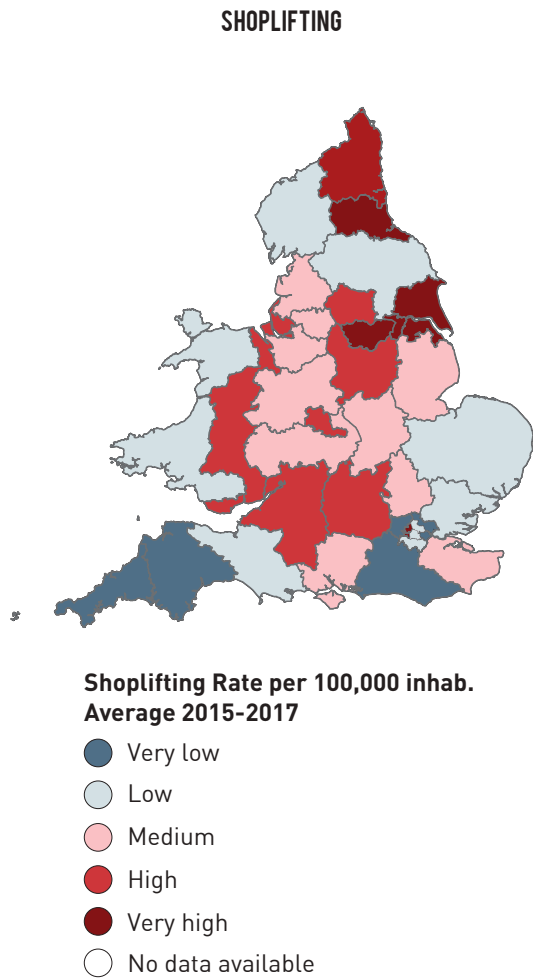 SHOPLIFTING
Shoplifting Rate per 100,000 inhab.
Average 2015-2017
Very low
Low
Medium
High
Very high
No data available